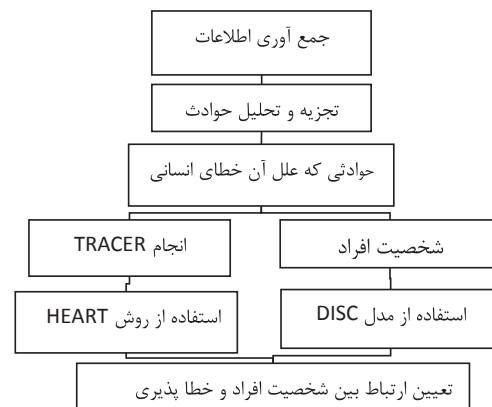 جمع آوری اطلاعات
تجزیه و تحلیل حوادث
حوادثی که علل آن خطای انسانی
شخصیت افراد
انجام TRACER
استفاده از مدل DISC
استفاده از روش HEART
تعیین ارتباط بین شخصیت افراد و خطا پذیری